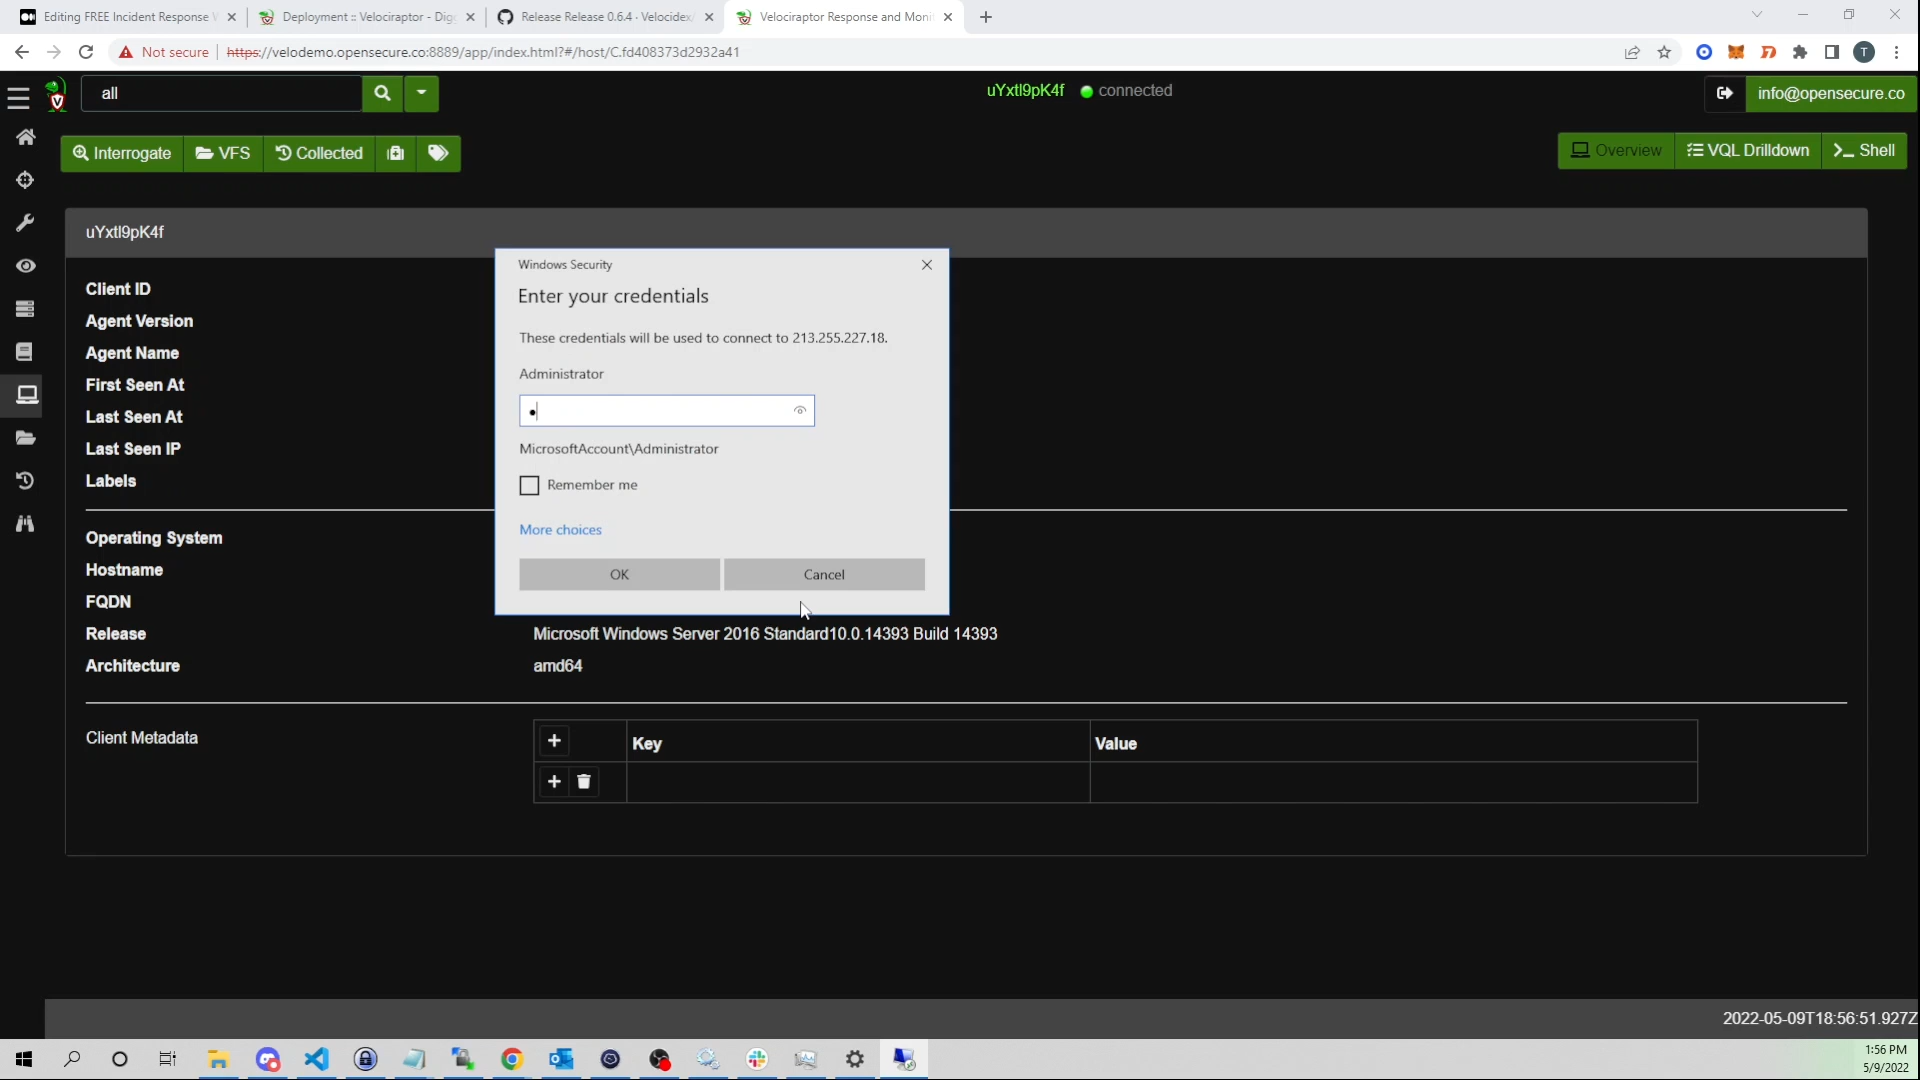 Editing FREE Incident Response
Deployment :: Velociraptor - Dig
Release Release 0.6.4 · Velocidex
Velociraptor Response and Moni
Not secure
https://velodemo.opensecure.co:8889/app/index.html?#/host/C.fd408373d2932a41
T
all
uYxtl9pK4f
connected
info@opensecure.co
Interrogate
VFS
Collected
Overview
VQL Drilldown
Shell
uYxtl9pK4f
Windows Security
Enter your credentials
These credentials will be used to connect to 213.255.227.18.
Administrator
MicrosoftAccount\Administrator
Remember me
More choices
OK
Cancel
Client ID
Agent Version
Agent Name
First Seen At
Last Seen At
Last Seen IP
Labels
Operating System
Hostname
FQDN
Release
Microsoft Windows Server 2016 Standard10.0.14393 Build 14393
Architecture
amd64
Client Metadata
Key
Value
2022-05-09T18:56:51.927Z
1:56 PM
5/9/2022